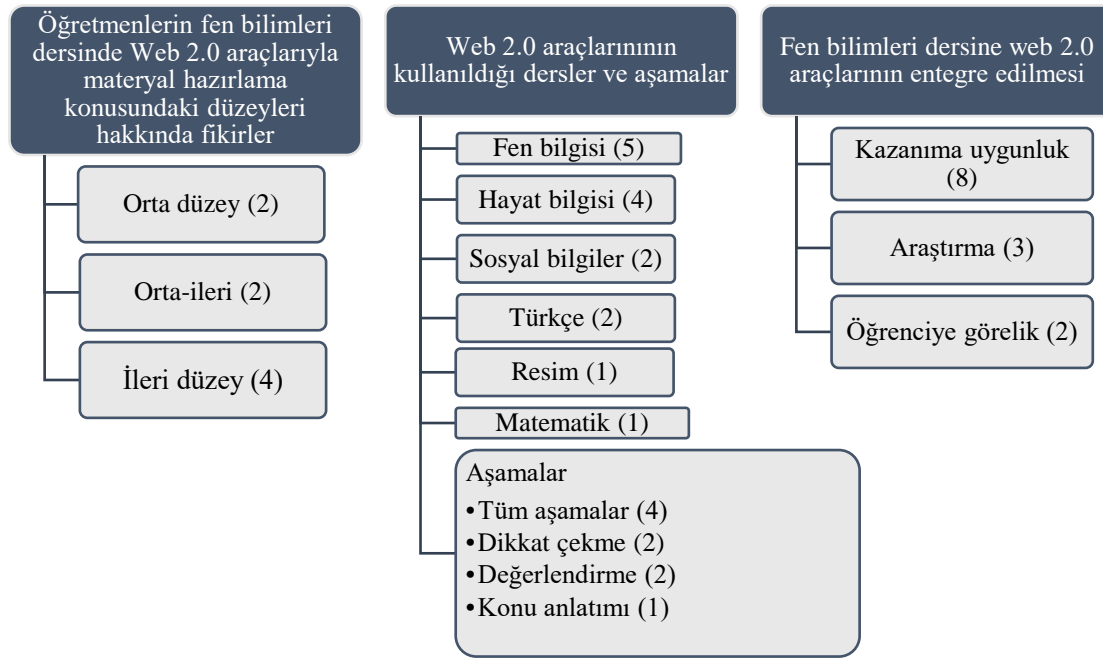 Öğretmenlerin fen bilimleri
dersinde Web 2.0 araçlarıyla
materyal hazırlama
konusundaki düzeyleri
hakkında fikirler
Orta düzey (2)
Orta-ileri (2)
İleri düzey (4)
Web 2.0 araçlarınının
kullanıldığı dersler ve aşamalar
Fen bilgisi (5)
Hayat bilgisi (4)
Sosyal bilgiler (2)
Türkçe (2)
Resim (1)
Matematik (1)
Aşamalar
•Tüm aşamalar (4)
•Dikkat çekme (2)
•Değerlendirme (2)
•Konu anlatımı (1)
Fen bilimleri dersine web 2.0
araçlarının entegre edilmesi
Kazanıma uygunluk
(8)
Araştırma (3)
Öğrenciye görelik (2)